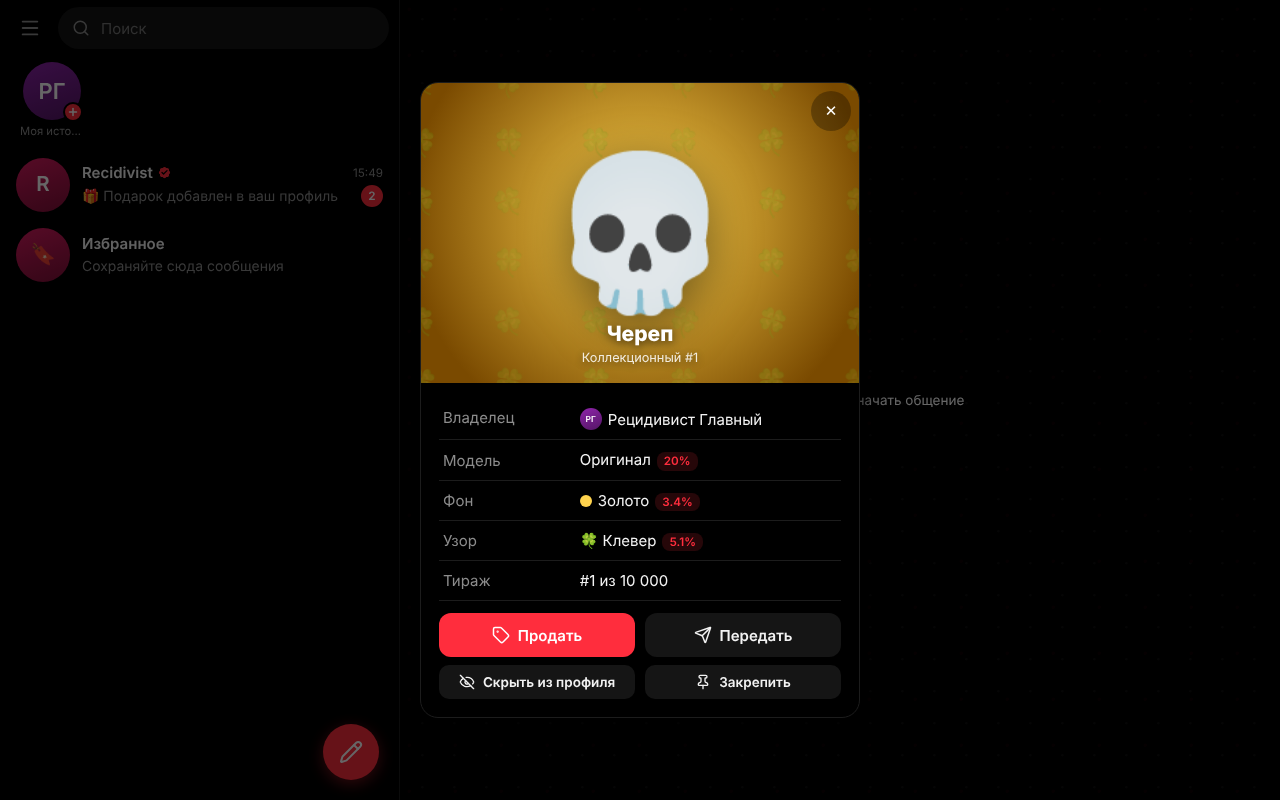 Поиск
РГ
Моя исто...
R
Recidivist
15:49
🎁 Подарок добавлен в ваш профиль
2
Избранное
Сохраняйте сюда сообщения
Череп
Коллекционный #1
начать общение
Владелец
РГ Рецидивист Главный
Модель
Оригинал 20%
Фон
Золото 3.4%
Узор
🍀 Клевер 5.1%
Тираж
#1 из 10 000
Продать
Передать
Скрыть из профиля
Закрепить